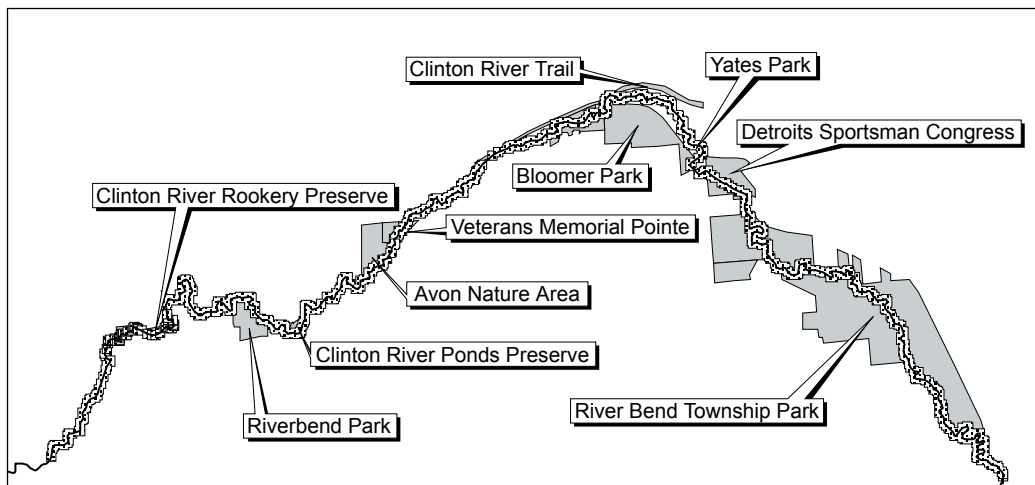 Clinton River Trail
Yates Park
Detroits Sportsman Congress
Bloomer Park
Clinton River Rookery Preserve
Veterans Memorial Pointe
Avon Nature Area
Clinton River Ponds Preserve
River Bend Township Park
Riverbend Park